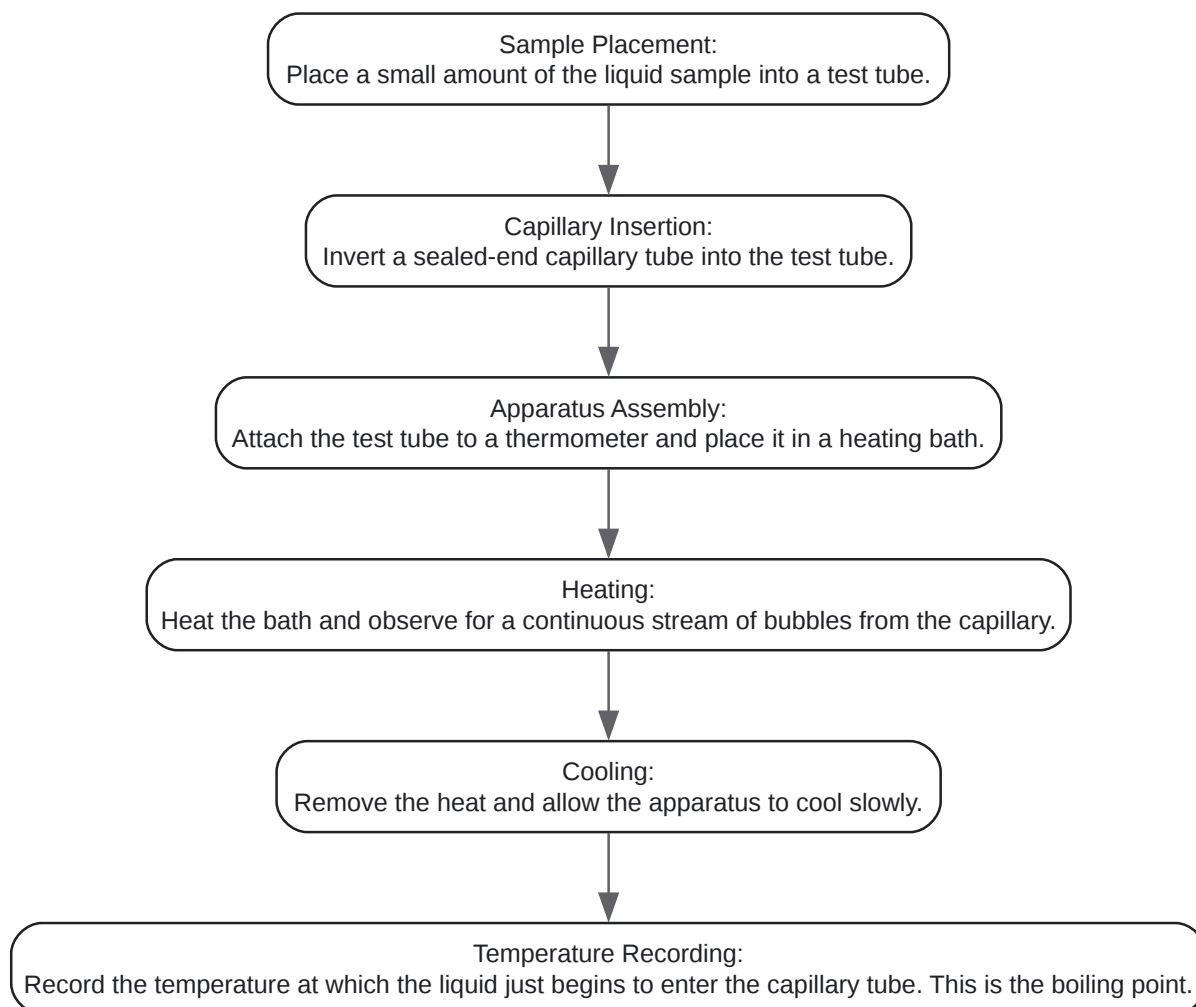 Sample Placement:
Place a small amount of the liquid sample into a test tube.
Capillary Insertion:
Invert a sealed-end capillary tube into the test tube.
Apparatus Assembly:
Attach the test tube to a thermometer and place it in a heating bath.
Heating:
Heat the bath and observe for a continuous stream of bubbles from the capillary.
Cooling:
Remove the heat and allow the apparatus to cool slowly.
Temperature Recording:
Record the temperature at which the liquid just begins to enter the capillary tube. This is the boiling point.